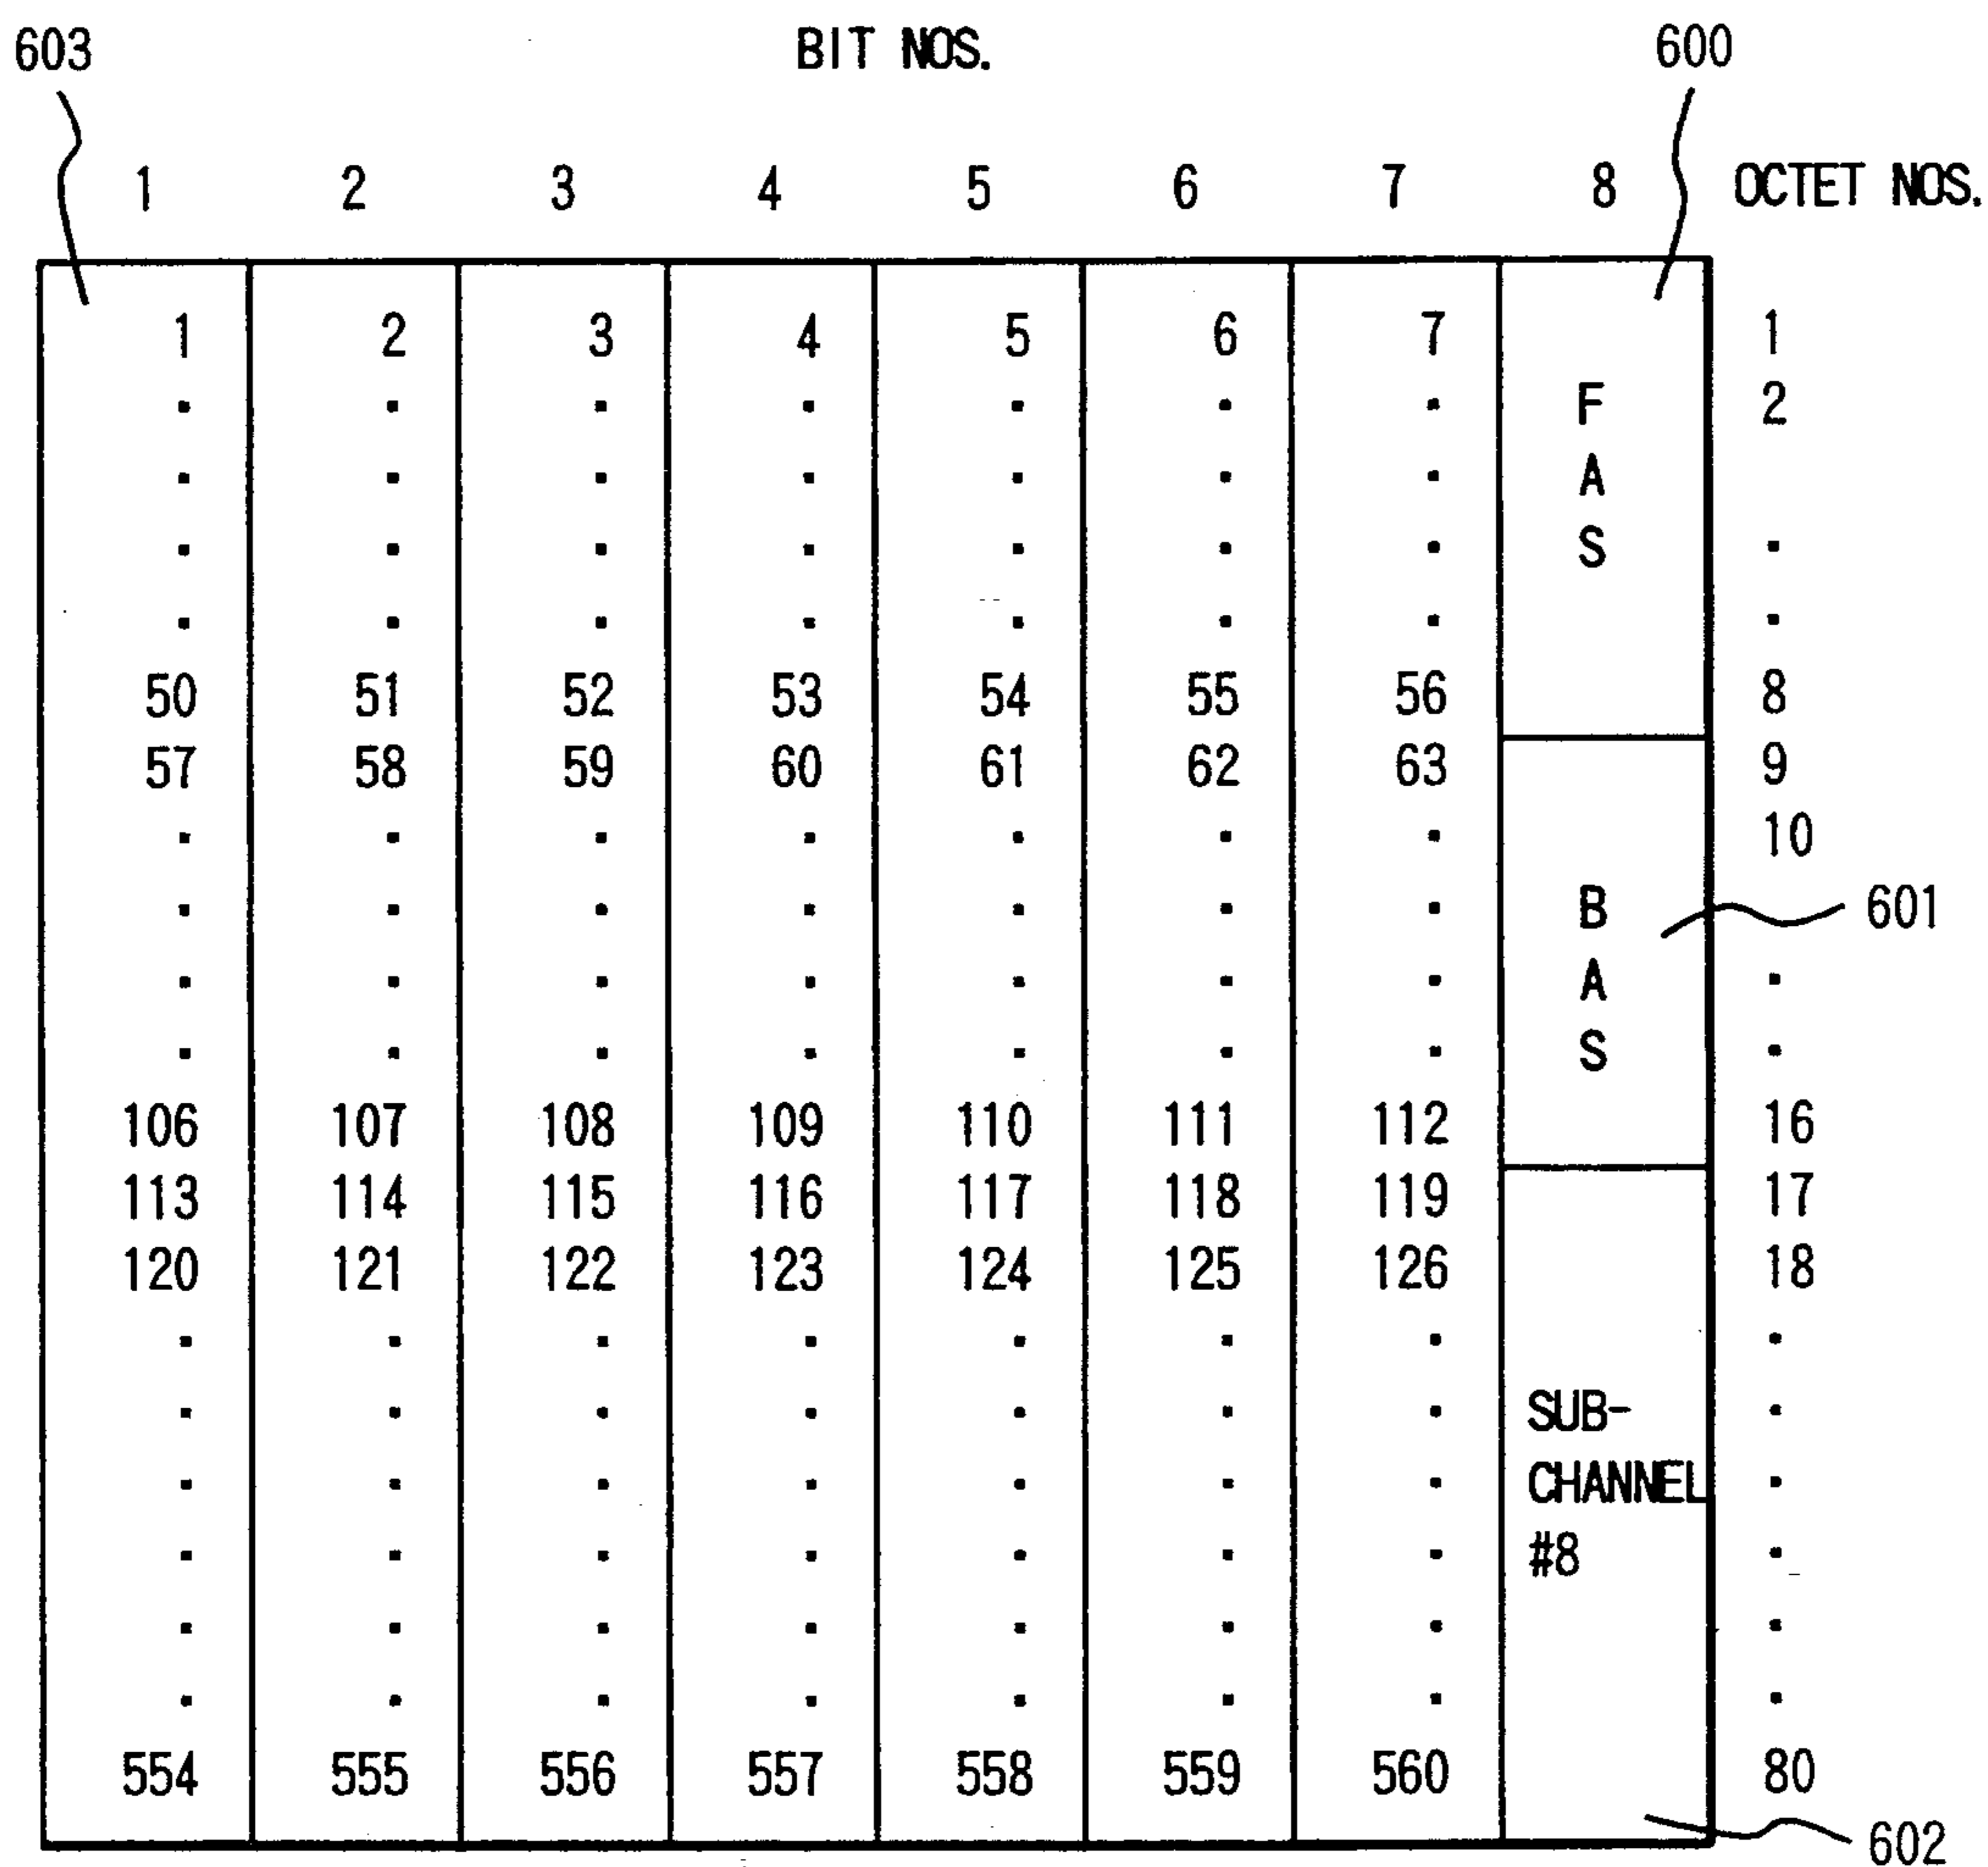 603 BIT NOS. 600
1 2 3 4 5 6 7 8 OCTET NOS.
1 2 3 4 5 6 7 1
. . . . . . . F 2
. . . . . . . A
. . . . . . . S .
. . . . . . . .
50 51 52 53 54 55 56 8
57 58 59 60 61 62 63 9
. . . . . . . 10
. . . . . . . B 601
. . . . . . . A .
. . . . . . . S .
106 107 108 109 110 111 112 16
113 114 115 116 117 118 119 17
120 121 122 123 124 125 126 18
. . . . . . . .
. . . . . . . SUB- .
. . . . . . . CHANNEL .
. . . . . . . #8 .
. . . . . . . .
. . . . . . . .
554 555 556 557 558 559 560 80
602